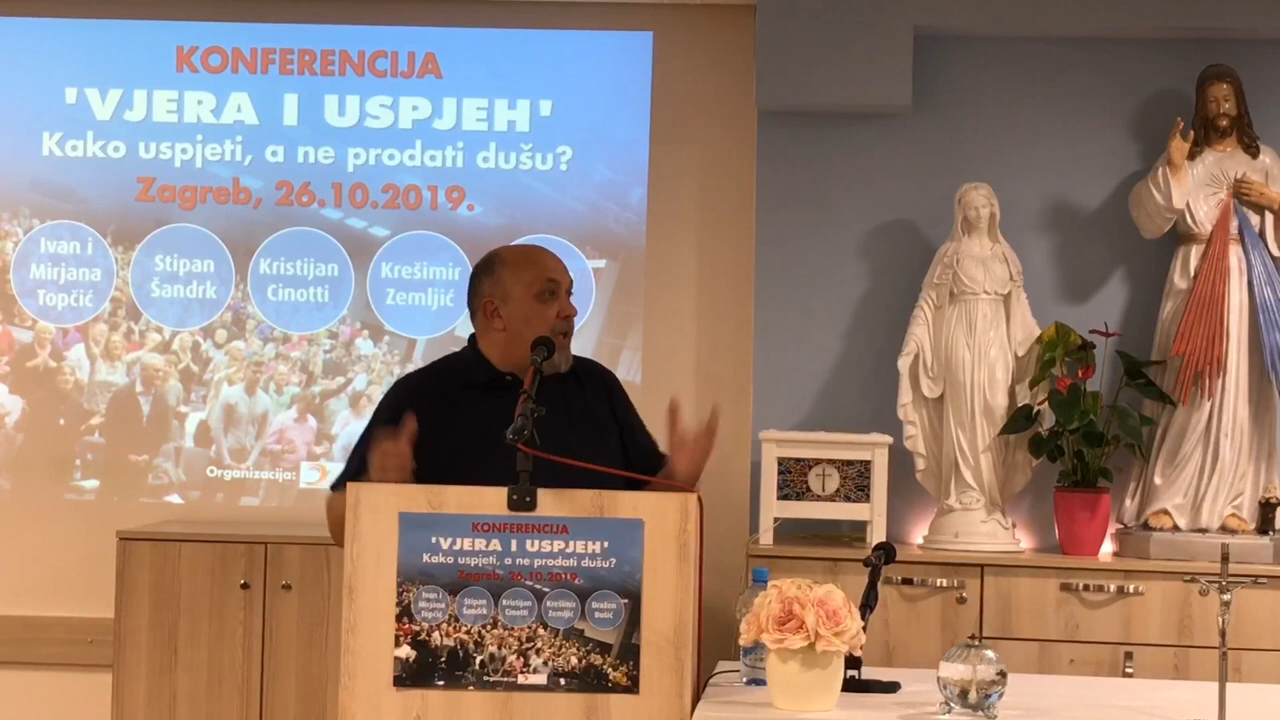 KONFERENCIJA
'VJERA I USPJEH'
Kako uspjeti, a ne prodati dušu?
Zagreb, 26.10.2019.
Ivan i
Mirjana
Topčić
Stipan
Šandrk
Kristijan
Cinotti
Krešimir
Zemljić
Organizacija:
KONFERENCIJA
'VJERA I USPJEH'
Kako uspjeti, a ne prodati dušu?
Zagreb, 26.10.2019.
Ivan i
Mirjana
Topčić
Stipan
Šandrk
Kristijan
Cinotti
Krešimir
Zemljić
Dražen
Bušić
Organizacija: